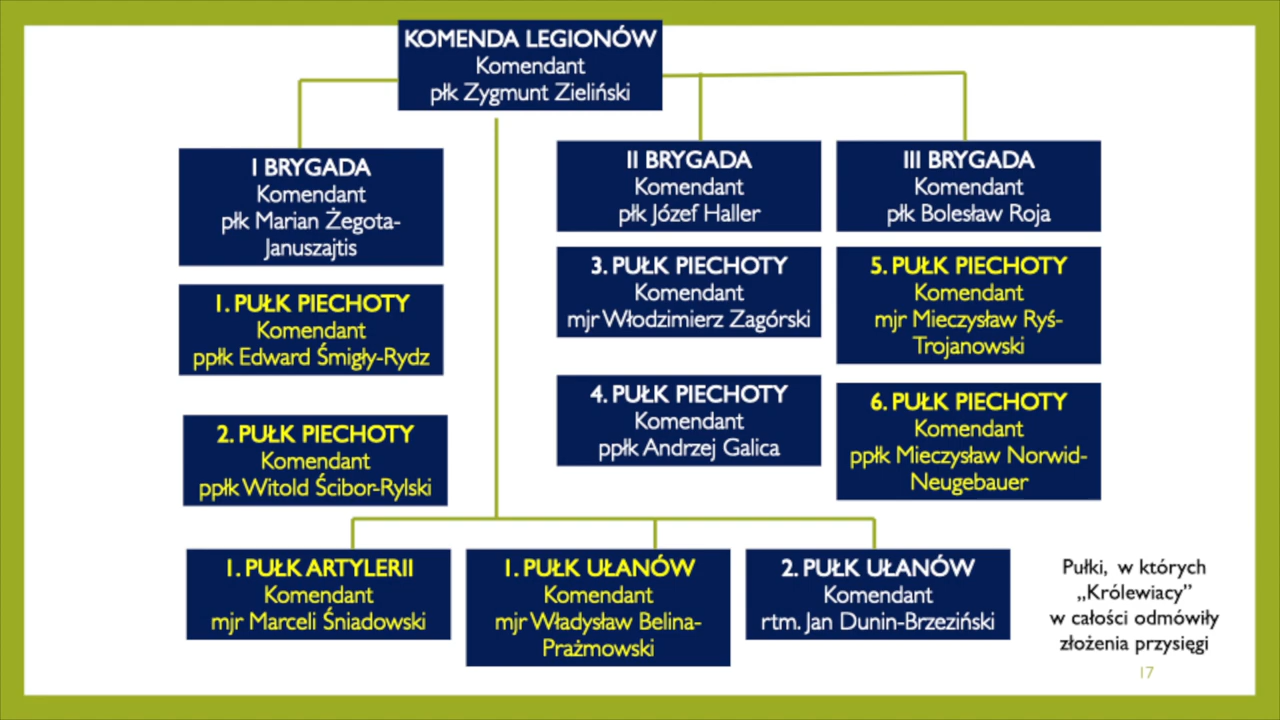 KOMENDA LEGIONÓW
Komendant
płk Zygmunt Zieliński
I BRYGADA
Komendant
płk Marian Żegota-
Januszajtis
1. PUŁK PIECHOTY
Komendant
ppłk Edward Śmigły-Rydz
2. PUŁK PIECHOTY
Komendant
ppłk Witold Ścibor-Rylski
II BRYGADA
Komendant
płk Józef Haller
3. PUŁK PIECHOTY
Komendant
mjr Włodzimierz Zagórski
4. PUŁK PIECHOTY
Komendant
ppłk Andrzej Galica
III BRYGADA
Komendant
płk Bolesław Roja
5. PUŁK PIECHOTY
Komendant
mjr Mieczysław Ryś-
Trojanowski
6. PUŁK PIECHOTY
Komendant
ppłk Mieczysław Norwid-
Neugebauer
1. PUŁK ARTYLERII
Komendant
mjr Marceli Śniadowski
1. PUŁK UŁANÓW
Komendant
mjr Władysław Belina-
Prażmowski
2. PUŁK UŁANÓW
Komendant
rtm. Jan Dunin-Brzeziński
Pułki, w których
„Królewiacy”
w całości odmówiły
złożenia przysięgi
17